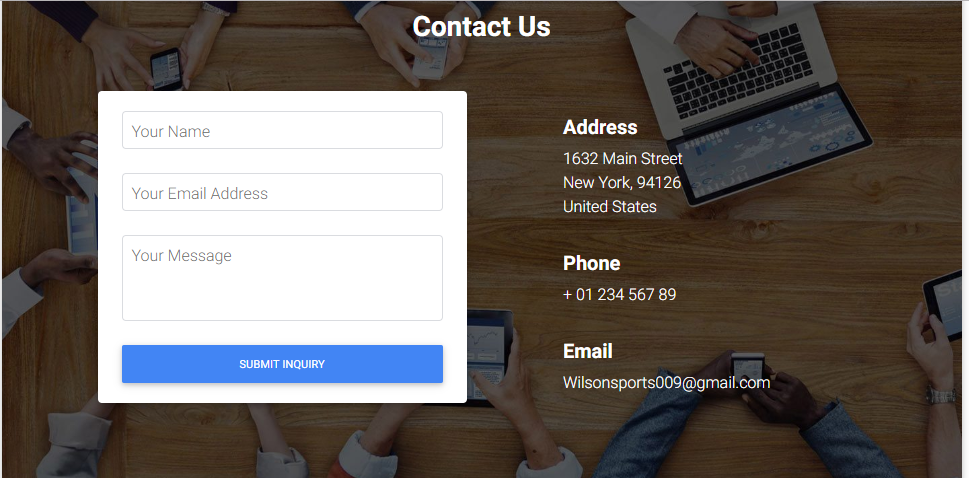 Contact Us
Your Name
Your Email Address
Your Message
SUBMIT INQUIRY
Address
1632 Main Street
New York, 94126
United States
Phone
+ 01 234 567 89
Email
Wilsonsports009@gmail.com